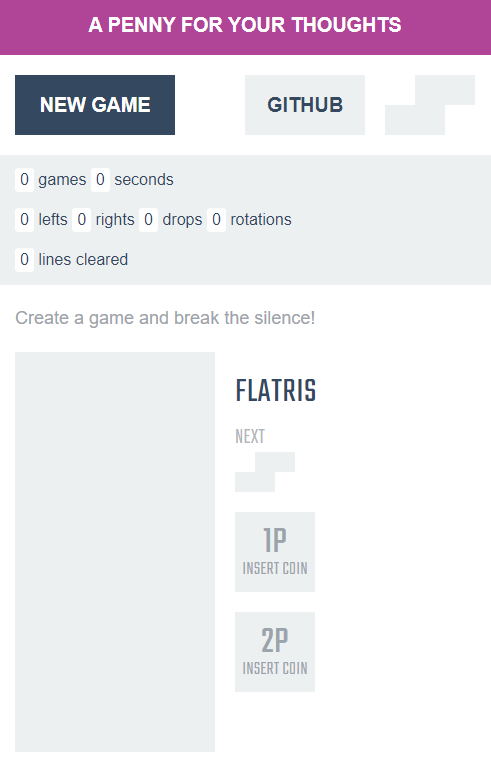 A PENNY FOR YOUR THOUGHTS
NEW GAME
GITHUB
0 games 0 seconds
0 lefts 0 rights 0 drops 0 rotations
0 lines cleared
Create a game and break the silence!
FLATRIS
NEXT
1P
INSERT COIN
2P
INSERT COIN